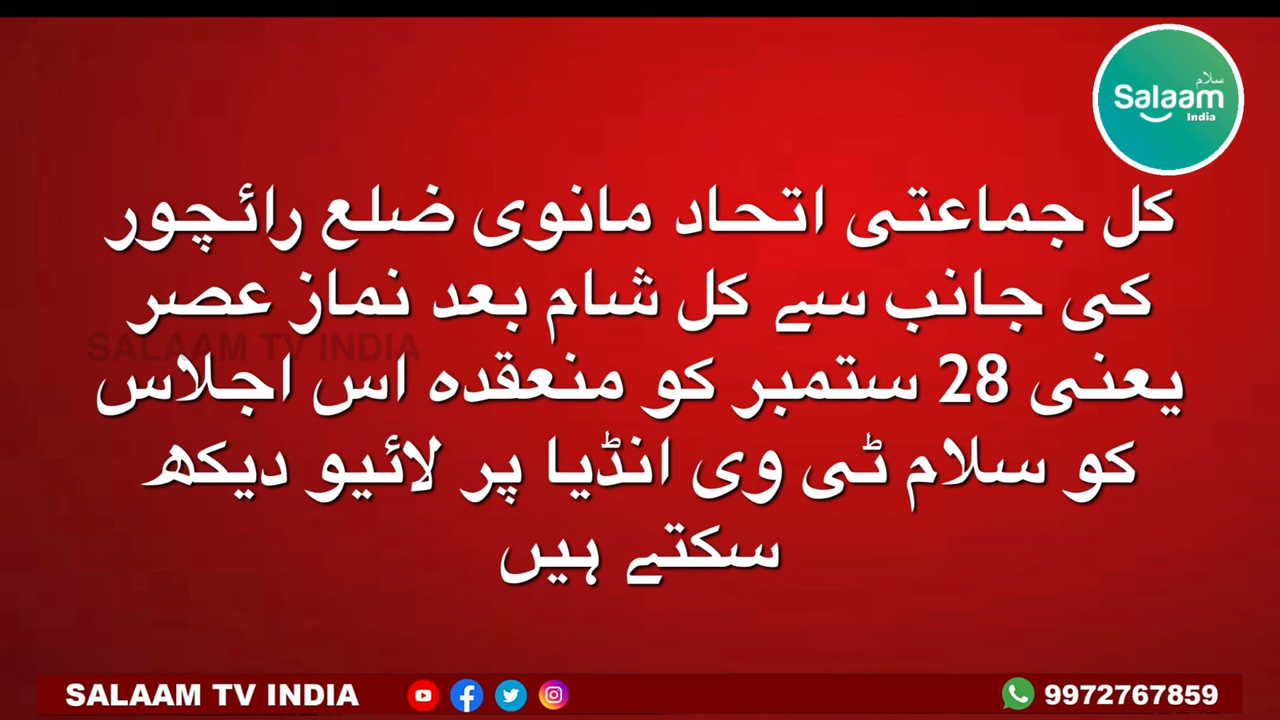 سلام
Salaam
India
کل جماعتی اتحاد مانوی ضلع رائچور
کی جانب سے کل شام بعد نماز عصر
یعنی 28 ستمبر کو منعقدہ اس اجلاس
کو سلام ٹی وی انڈیا پر لائیو دیکھ
سکتے ہیں
SALAAM TV INDIA
SALAAM TV INDIA
9972767859